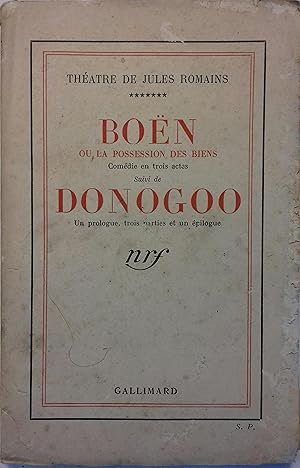 THÉATRE DE JULES ROMAINS
*******
BOËN
OU LA POSSESSION DES BIENS
Comédie en trois actes
Suivi de
DONOGOO
Un prologue, trois parties et un épilogue
nrf
GALLIMARD
S. P.